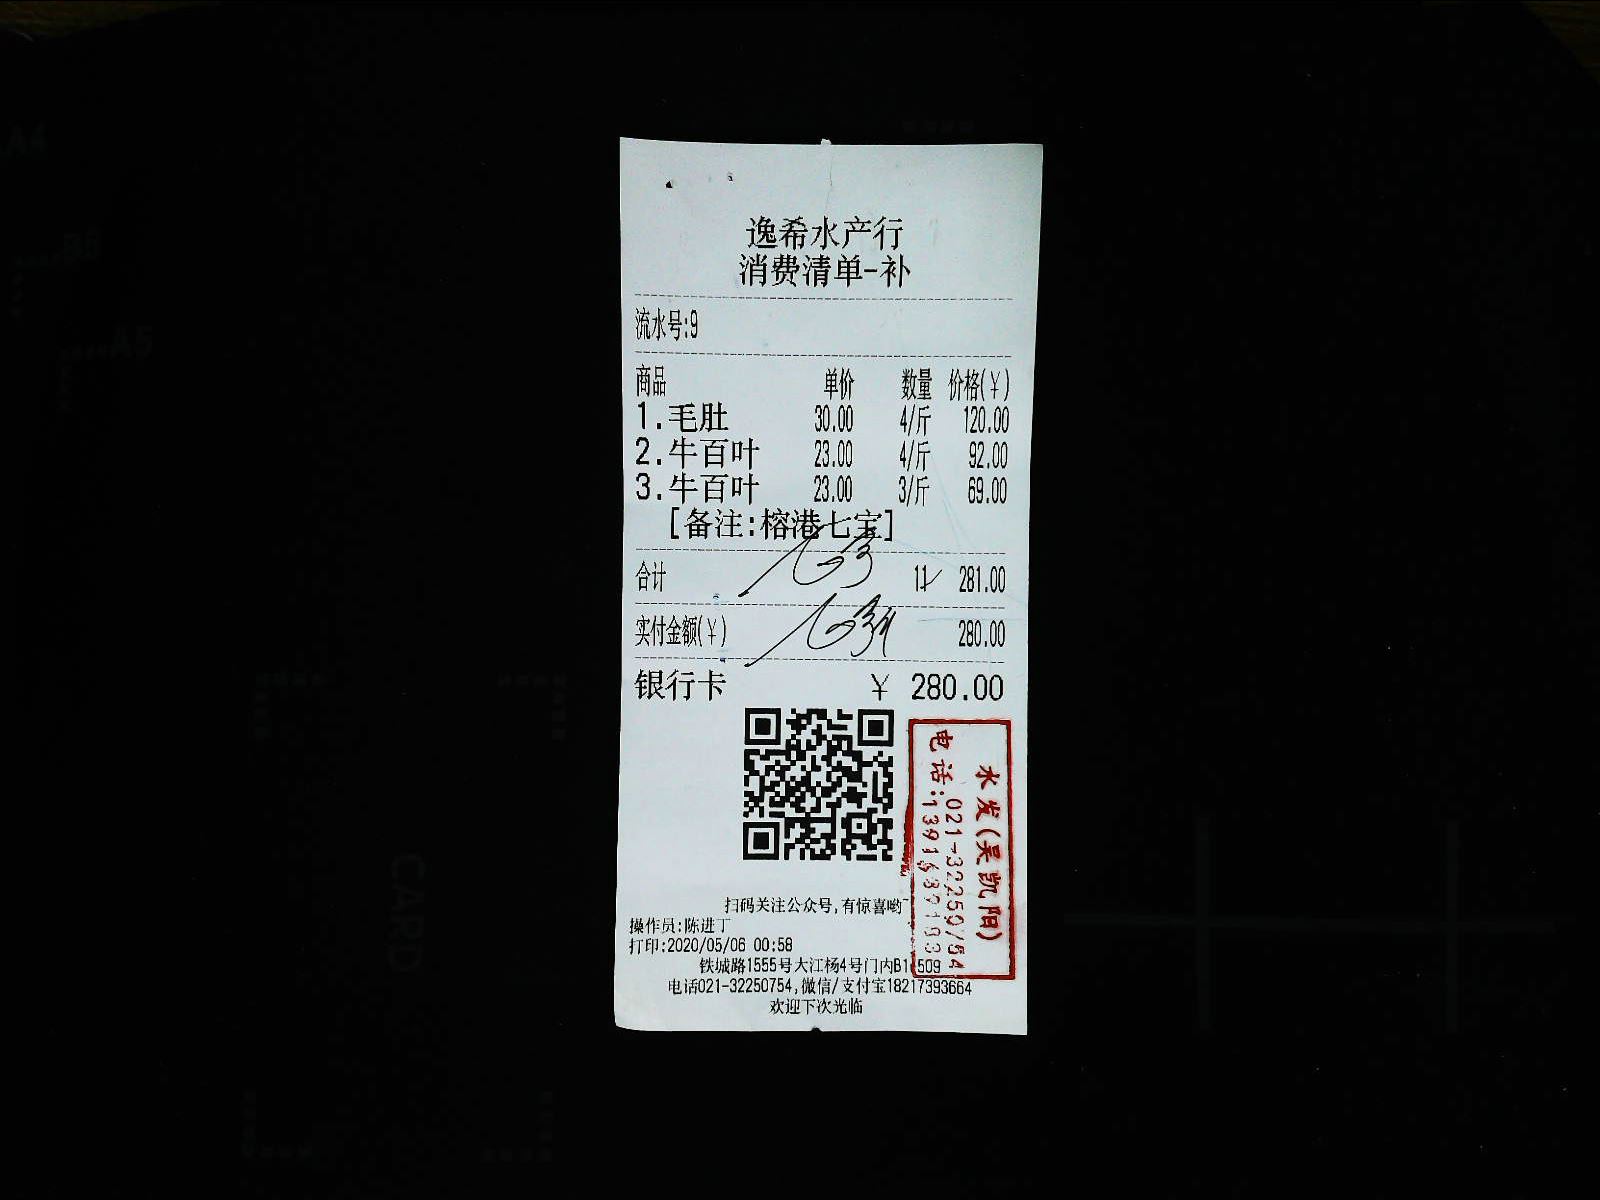 逸希水产行
消费清单-补
流水号:9
商品 单价 数量 价格(¥)
1.毛肚 30.00 4/斤 120.00
2.牛百叶 23.00 4/斤 92.00
3.牛百叶 23.00 3/斤 69.00
[备注:榕港七宝]
合计 11 281.00
实付金额(¥) 280.00
银行卡 ¥ 280.00
水发(吴凯阳)
电话:
扫码关注公众号,有惊喜哟~
操作员:陈进丁
打印:2020/05/06 00:58
铁城路1555号大江杨4号门内B1-509
电话021-32250754,微信/支付宝18217393664
欢迎下次光临